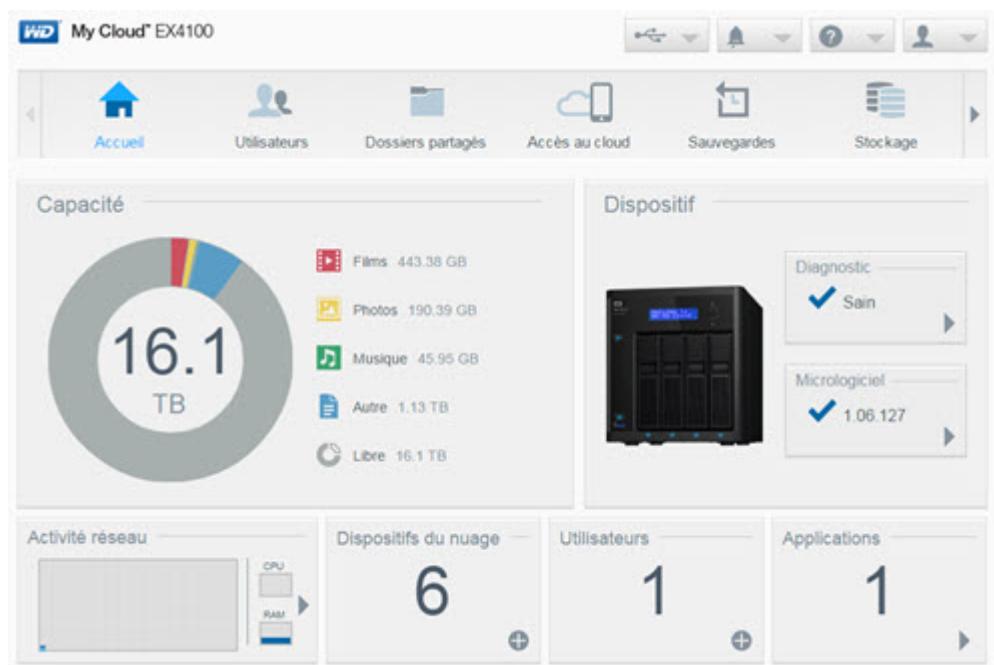 WD My Cloud™ EX4100
Accueil
Utilisateurs
Dossiers partagés
Accès au cloud
Sauvegardes
Stockage
Capacité
16.1
TB
Films 443.38 GB
Photos 190.39 GB
Musique 45.95 GB
Autre 1.13 TB
Libre 16.1 TB
Dispositif
Diagnostic
Sain
Micrologiciel
1.06.127
Activité réseau
CPU
RAM
Dispositifs du nuage
6
Utilisateurs
1
Applications
1